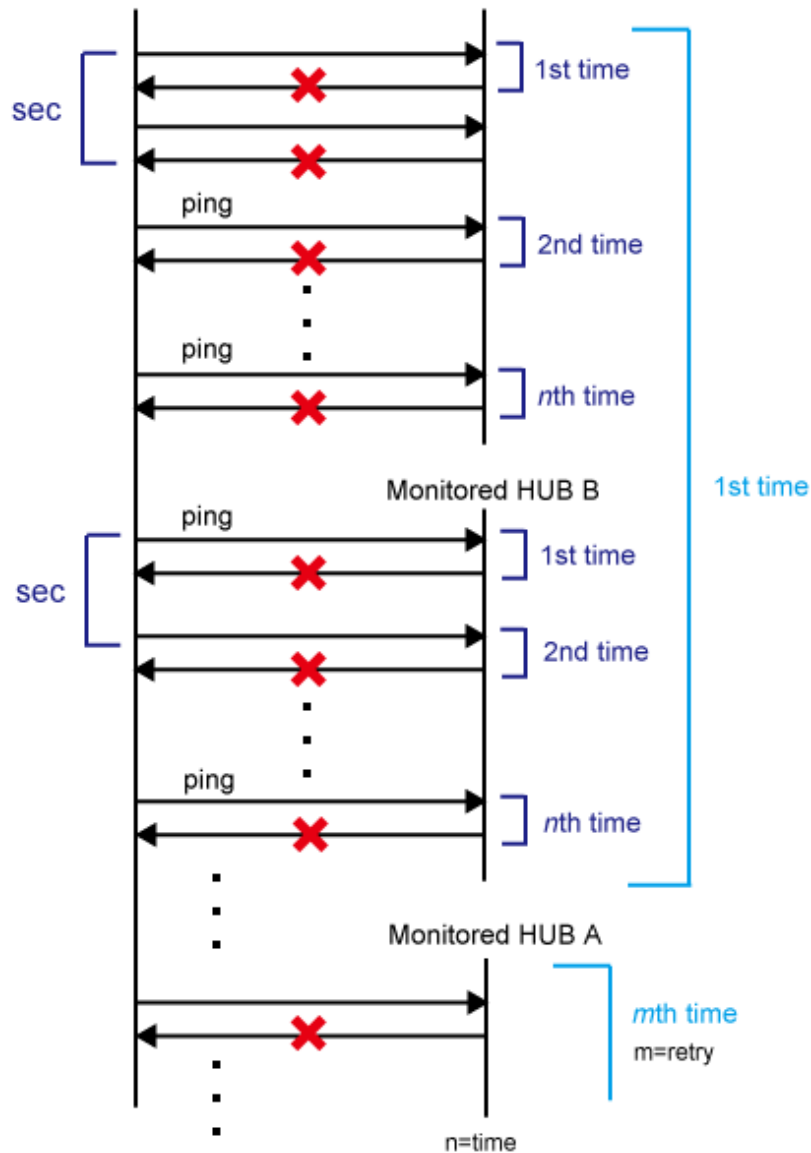 1st time
sec
ping
2nd time
ping
nth time
Monitored HUB B
1st time
ping
1st time
sec
2nd time
ping
nth time
Monitored HUB A
mth time
m=retry
n=time